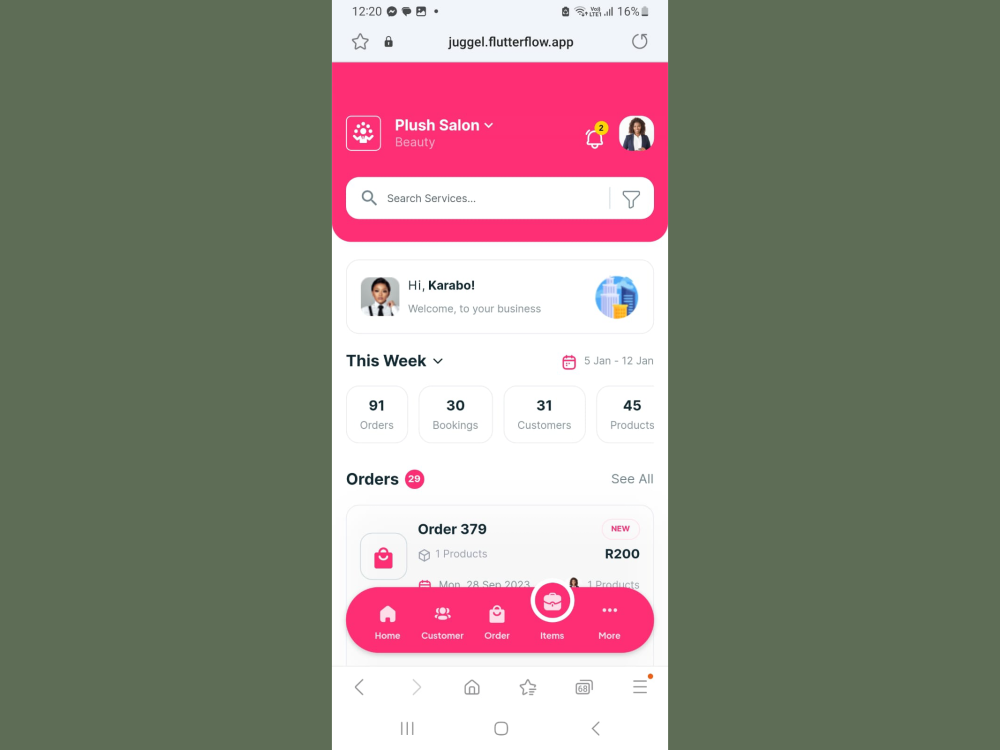 12:20
Vo)) LTE1 16%
juggel.flutterflow.app
Plush Salon
Beauty
2
Search Services...
Hi, Karabo!
Welcome, to your business
This Week
5 Jan - 12 Jan
91
30
31
45
Orders
Bookings
Customers
Products
Orders 29
See All
Order 379
NEW
1 Products
R200
Mon, 28 Sep 2023
1 Products
Home
Customer
Order
Items
More
68